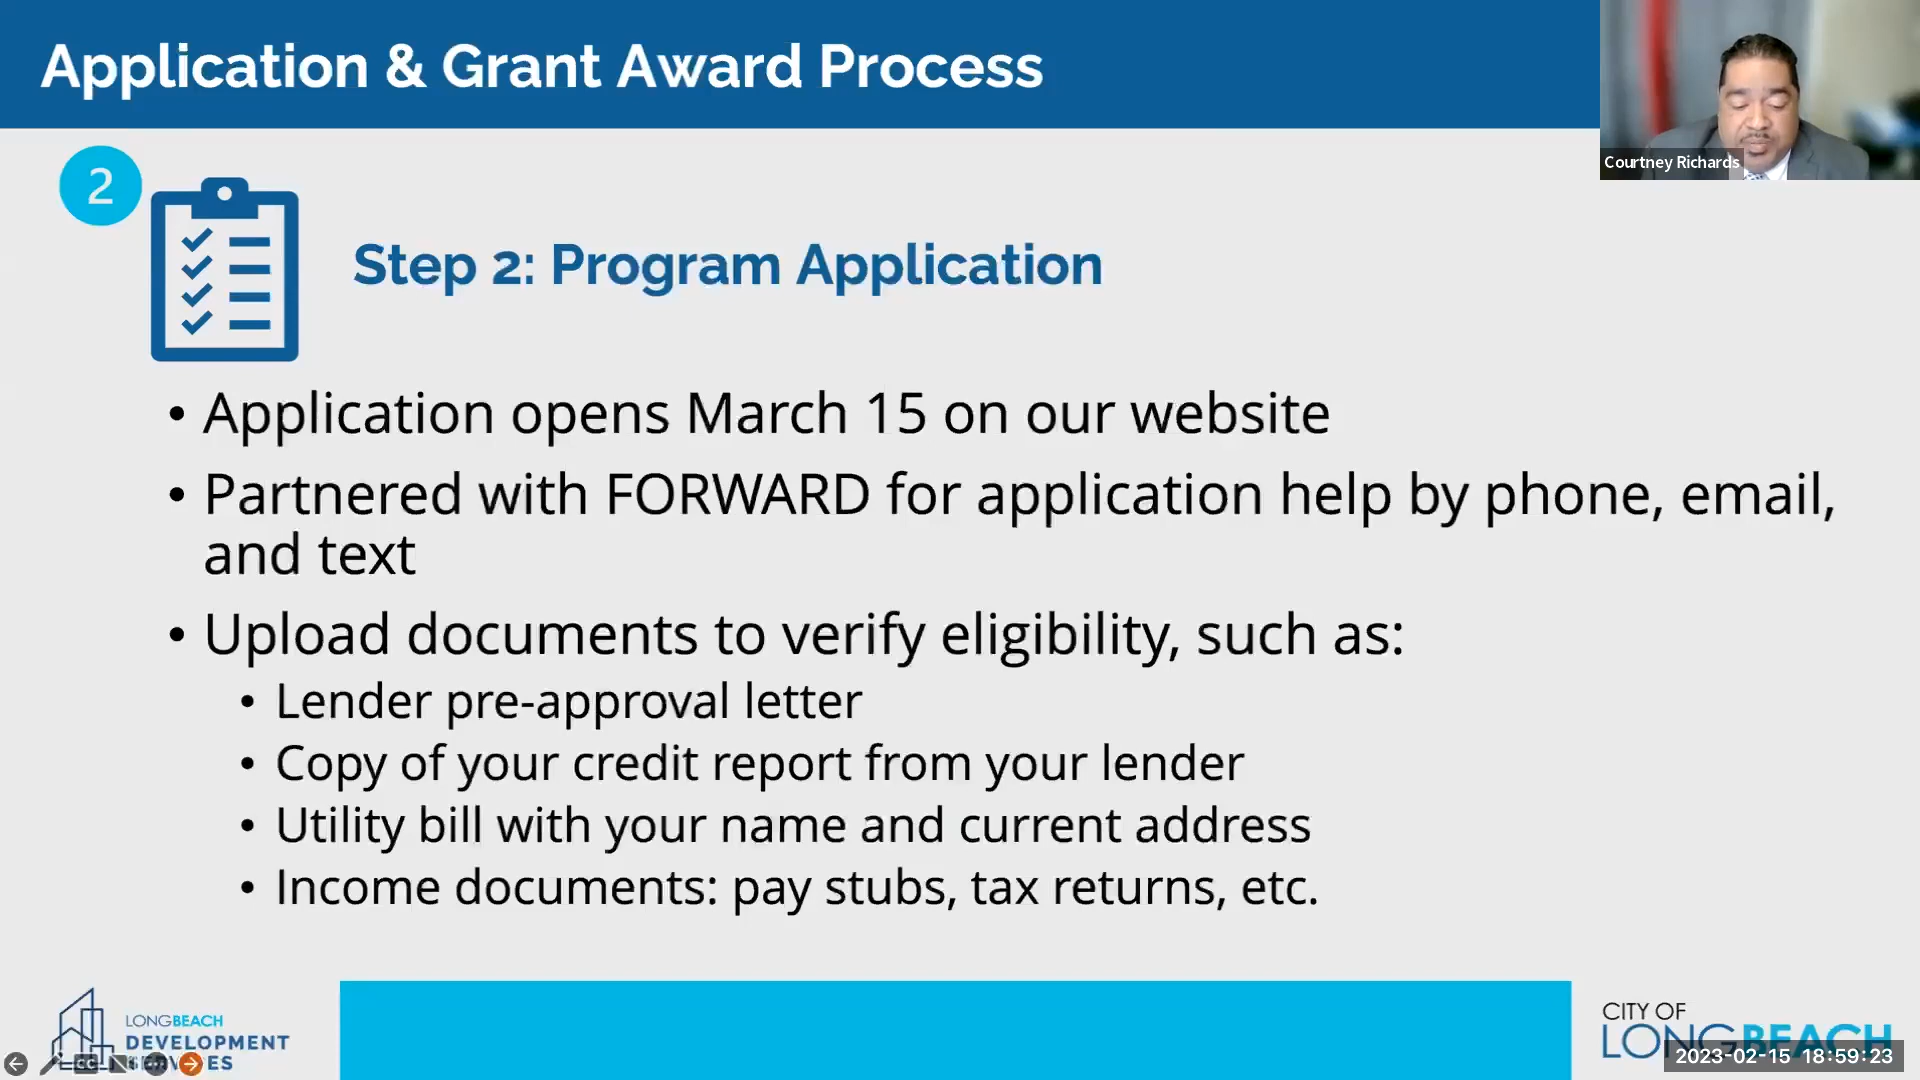 Application & Grant Award Process
Courtney Richards
2
Step 2: Program Application
• Application opens March 15 on our website
• Partnered with FORWARD for application help by phone, email,
and text
• Upload documents to verify eligibility, such as:
• Lender pre-approval letter
• Copy of your credit report from your lender
• Utility bill with your name and current address
• Income documents: pay stubs, tax returns, etc.
LONGBEACH
DEVELOPMENT
SERVICES
CITY OF
LONGBEACH
2023-02-15 18:59:23